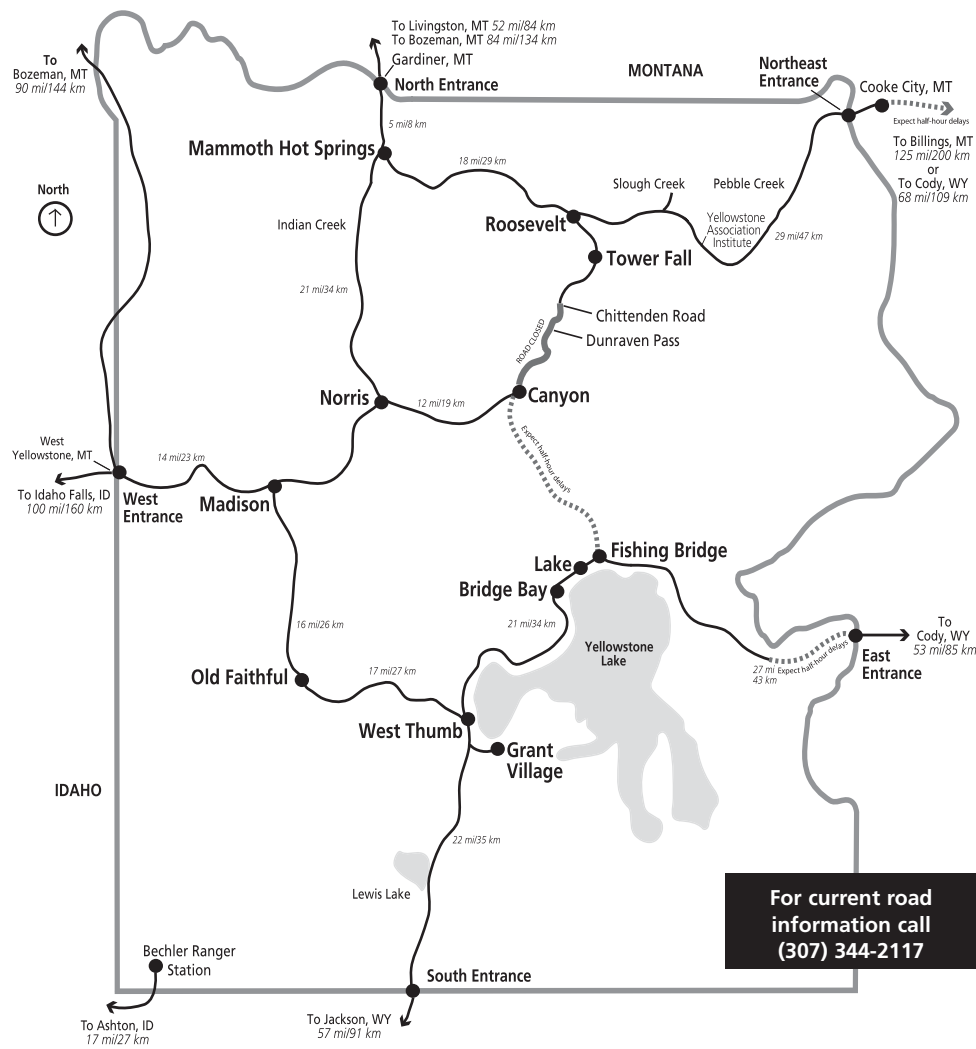 To Livingston, MT 52 mi/84 km
To Bozeman, MT 84 mi/134 km
Gardiner, MT
North Entrance
To
Bozeman, MT
90 mi/144 km
MONTANA
Northeast
Entrance
Cooke City, MT
Expect half-hour delays
To Billings, MT
125 mi/200 km
or
To Cody, WY
68 mi/109 km
5 mi/8 km
Mammoth Hot Springs
18 mi/29 km
North
Slough Creek
Pebble Creek
Indian Creek
Roosevelt
Yellowstone
Association
Institute
29 mi/47 km
Tower Fall
21 mi/34 km
Chittenden Road
ROAD CLOSED
Dunraven Pass
Norris
12 mi/19 km
Canyon
Expect half-hour delays
West
Yellowstone, MT
14 mi/23 km
To Idaho Falls, ID
100 mi/160 km
West
Entrance
Madison
Fishing Bridge
Lake
Bridge Bay
21 mi/34 km
16 mi/26 km
Yellowstone
Lake
To
Cody, WY
53 mi/85 km
27 mi
43 km
Expect half-hour delays
East
Entrance
Old Faithful
17 mi/27 km
West Thumb
Grant
Village
IDAHO
22 mi/35 km
Lewis Lake
For current road
information call
(307) 344-2117
Bechler Ranger
Station
South Entrance
To Ashton, ID
17 mi/27 km
To Jackson, WY
57 mi/91 km